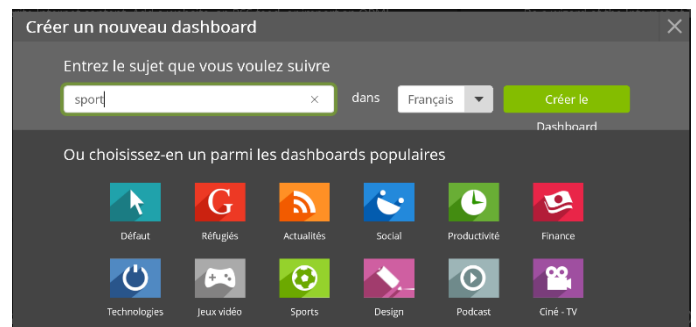 Créer un nouveau dashboard
Entrez le sujet que vous voulez suivre
sport × dans Français Créer le
Dashboard
Ou choisissez-en un parmi les dashboards populaires
G
Défaut Réfugiés Actualités Social Productivité Finance
Technologies Jeux vidéo Sports Design Podcast Ciné - TV